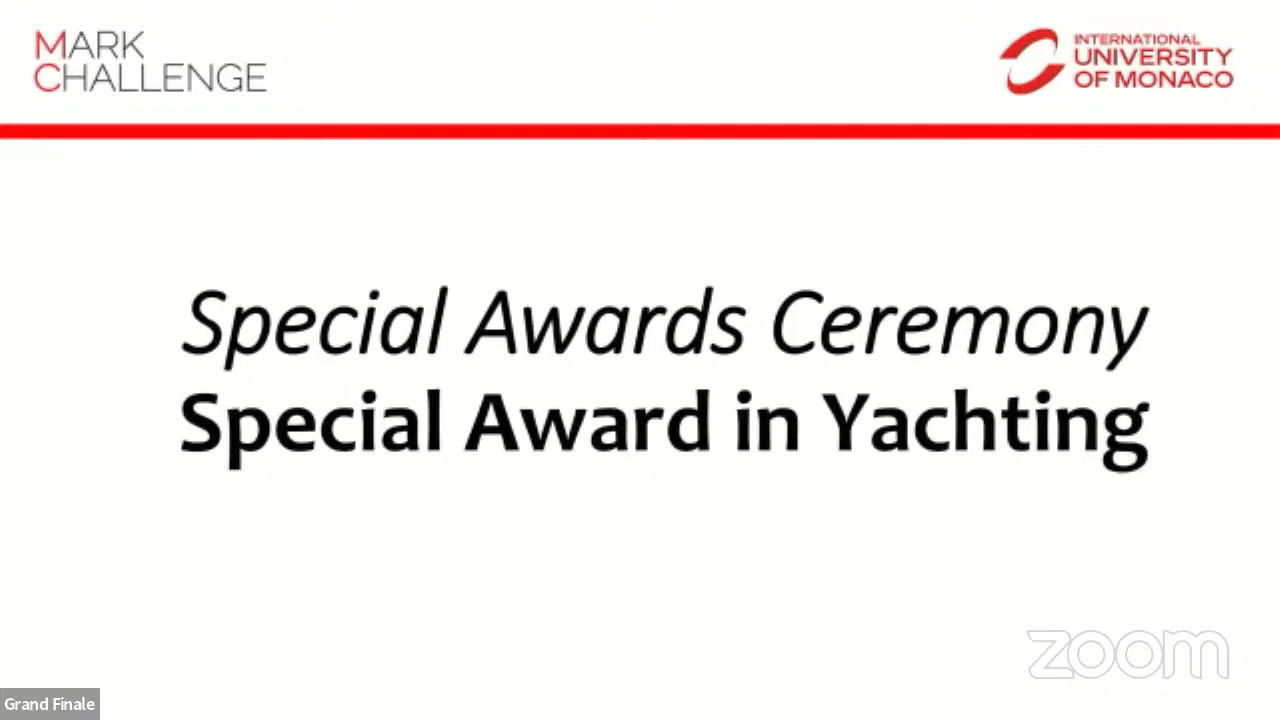 MARK
CHALLENGE
INTERNATIONAL
UNIVERSITY
OF MONACO
Special Awards Ceremony
Special Award in Yachting
zoom
Grand Finale